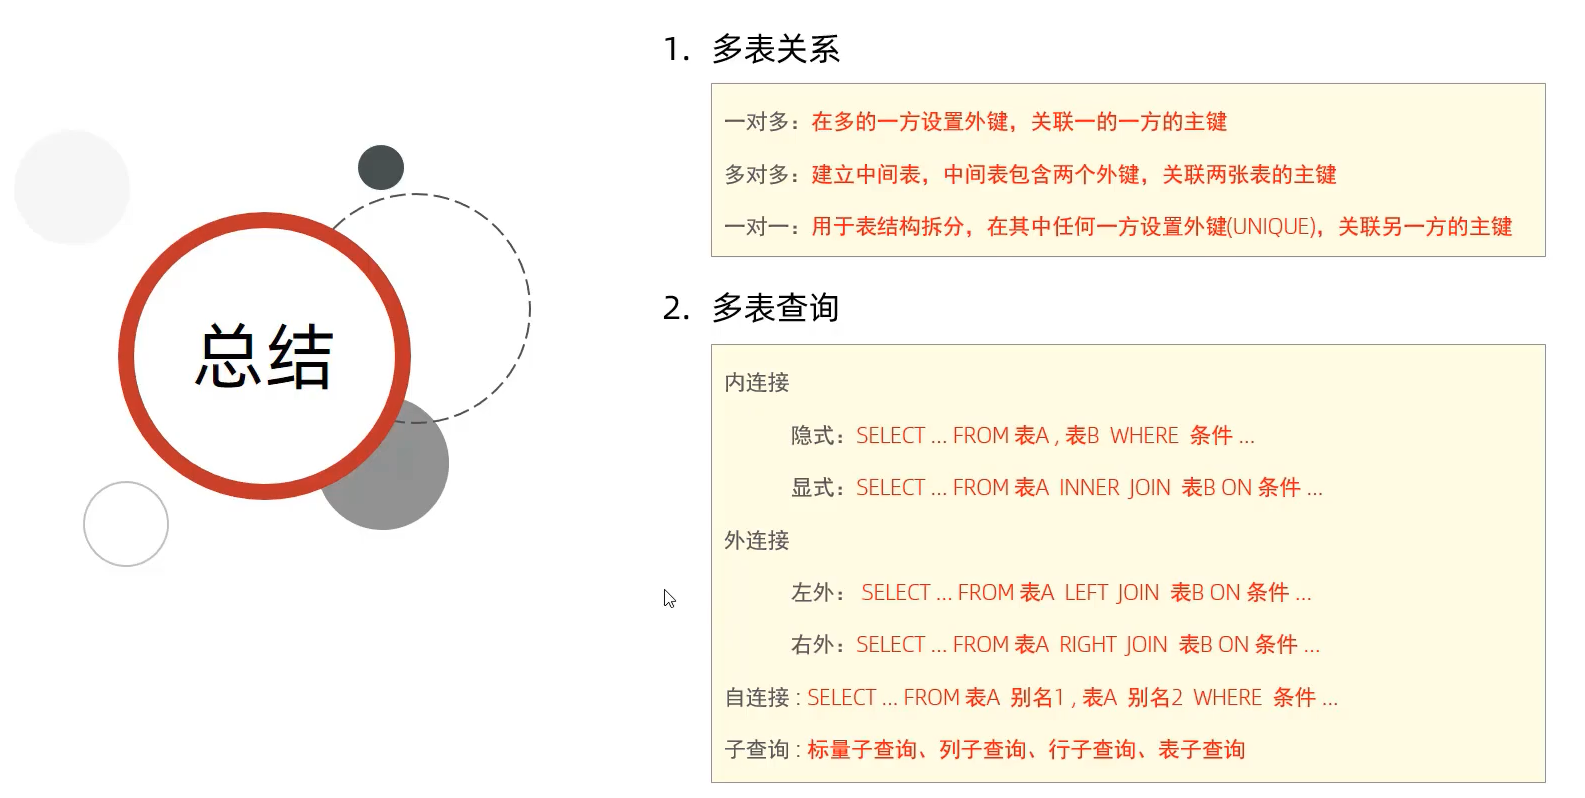 总结
1. 多表关系
一对多：在多的一方设置外键，关联一的一方的主键
多对多：建立中间表，中间表包含两个外键，关联两张表的主键
一对一：用于表结构拆分，在其中任何一方设置外键(UNIQUE)，关联另一方的主键
2. 多表查询
内连接
隐式：SELECT ... FROM 表A , 表B WHERE 条件 ...
显式：SELECT ... FROM 表A INNER JOIN 表B ON 条件 ...
外连接
左外： SELECT ... FROM 表A LEFT JOIN 表B ON 条件 ...
右外：SELECT ... FROM 表A RIGHT JOIN 表B ON 条件 ...
自连接 : SELECT ... FROM 表A 别名1 , 表A 别名2 WHERE 条件 ...
子查询 : 标量子查询、列子查询、行子查询、表子查询